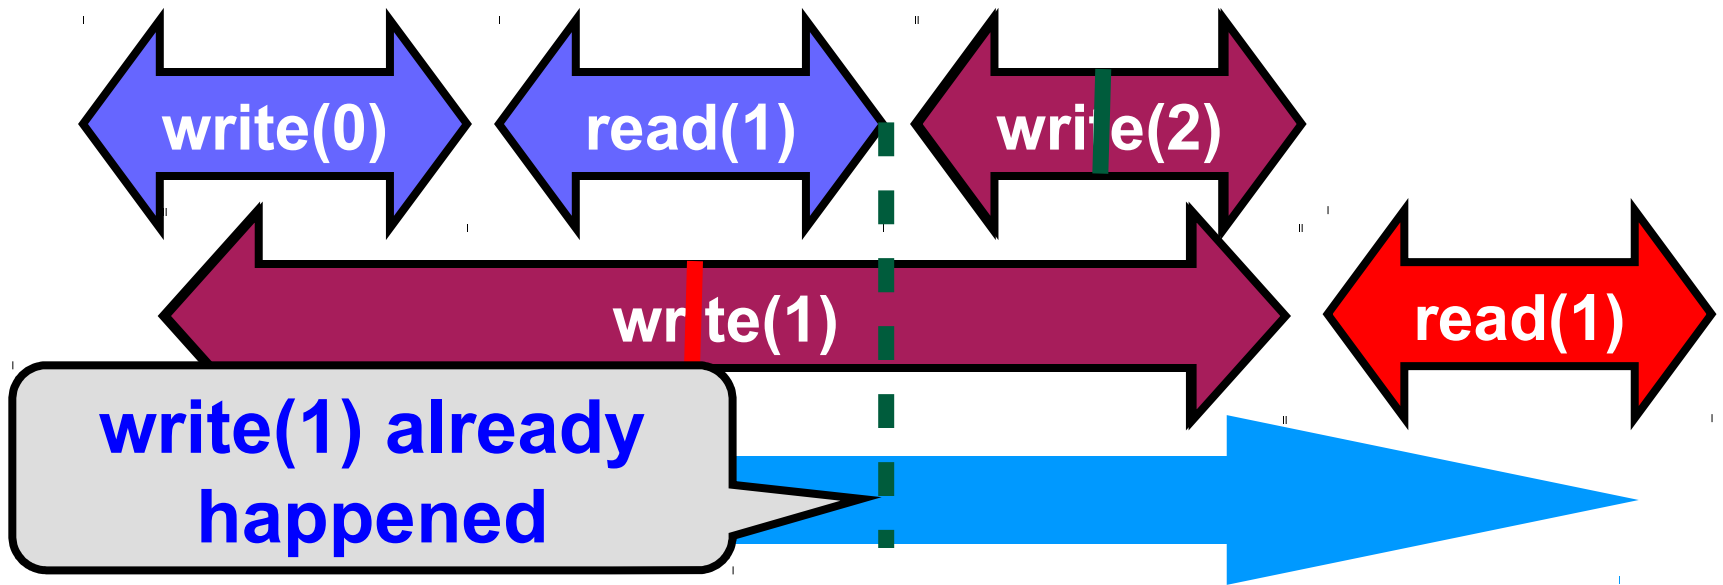 write(0) read(1) write(2)
write(1) read(1)
write(1) already
happened